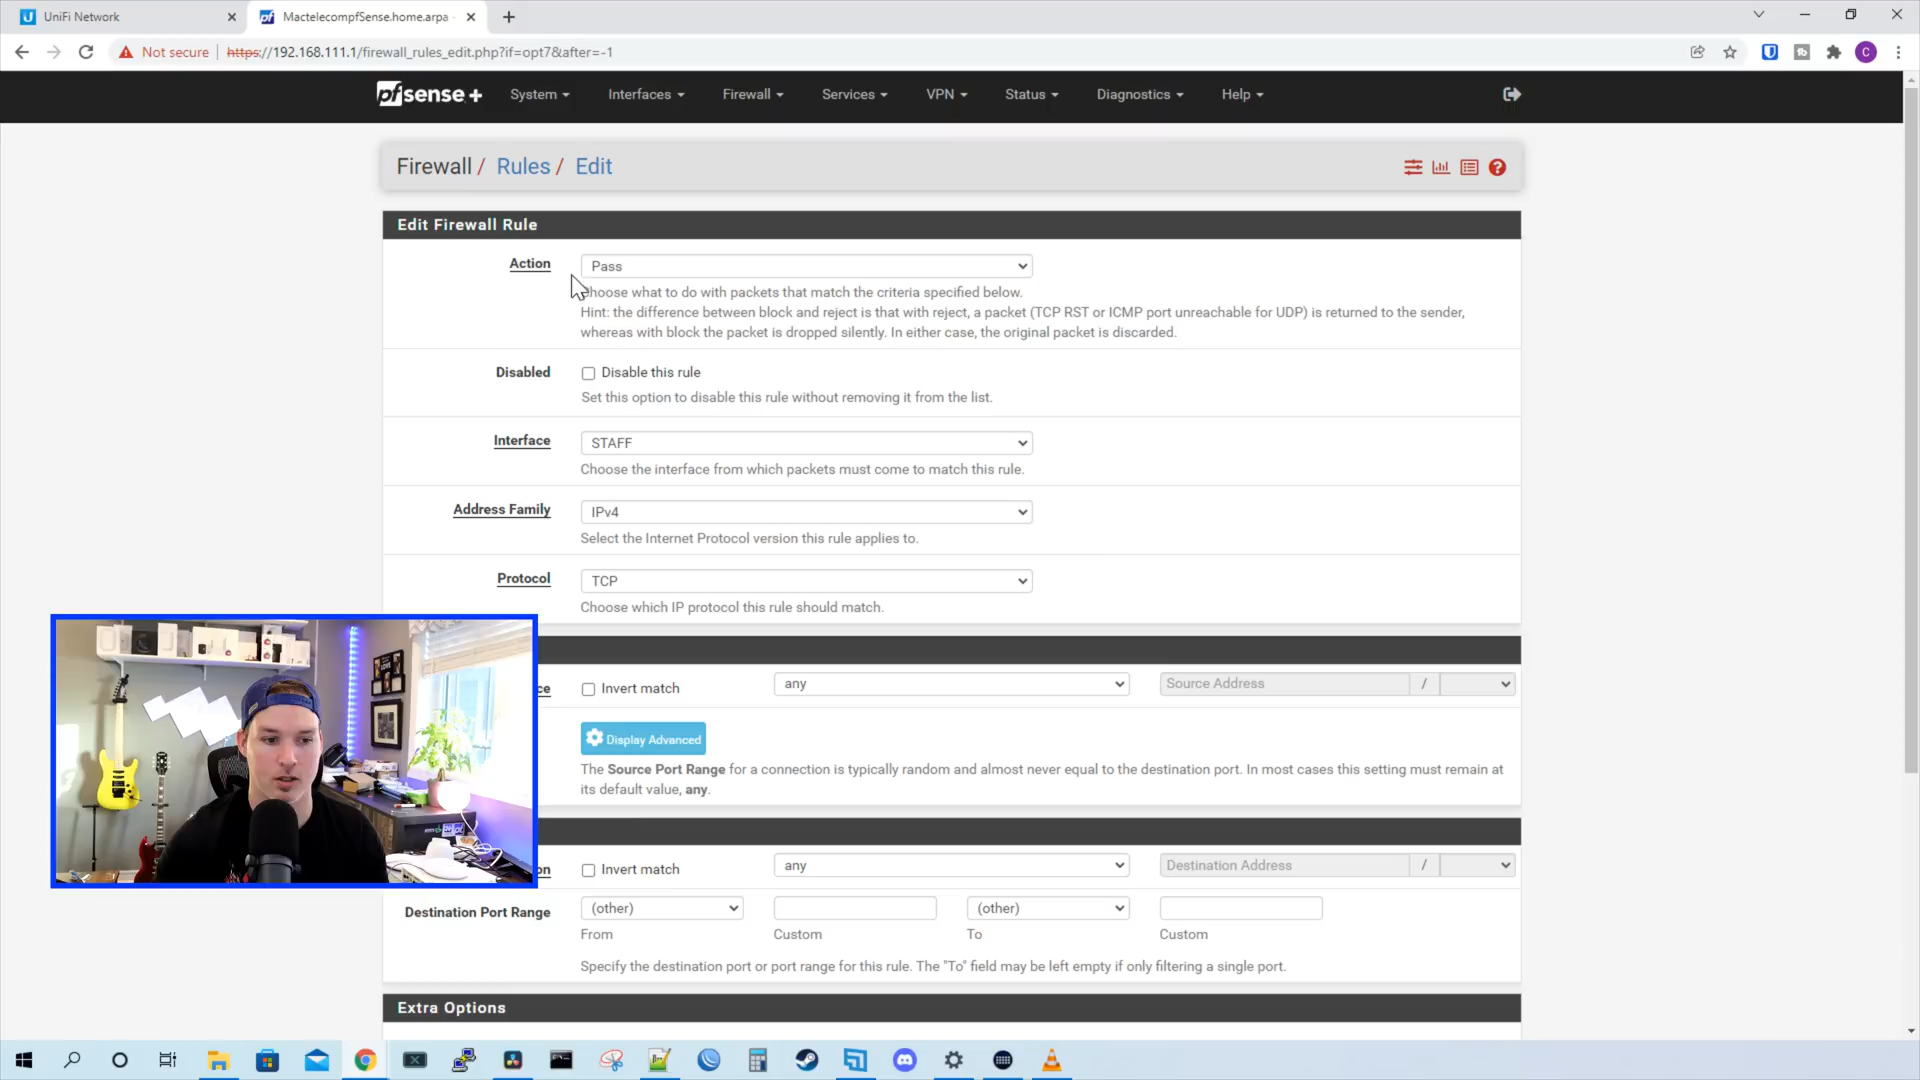 UniFi Network
MactelecompfSense.home.arpa
Not secure https://192.168.111.1/firewall_rules_edit.php?if=opt7&after=-1
C
pfsense + System Interfaces Firewall Services VPN Status Diagnostics Help
Firewall / Rules / Edit
Edit Firewall Rule
Action Pass
Choose what to do with packets that match the criteria specified below.
Hint: the difference between block and reject is that with reject, a packet (TCP RST or ICMP port unreachable for UDP) is returned to the sender,
whereas with block the packet is dropped silently. In either case, the original packet is discarded.
Disabled Disable this rule
Set this option to disable this rule without removing it from the list.
Interface STAFF
Choose the interface from which packets must come to match this rule.
Address Family IPv4
Select the Internet Protocol version this rule applies to.
Protocol TCP
Choose which IP protocol this rule should match.
ce Invert match any Source Address /
Display Advanced
The Source Port Range for a connection is typically random and almost never equal to the destination port. In most cases this setting must remain at
its default value, any.
on Invert match any Destination Address /
Destination Port Range (other) (other)
From Custom To Custom
Specify the destination port or port range for this rule. The "To" field may be left empty if only filtering a single port.
Extra Options